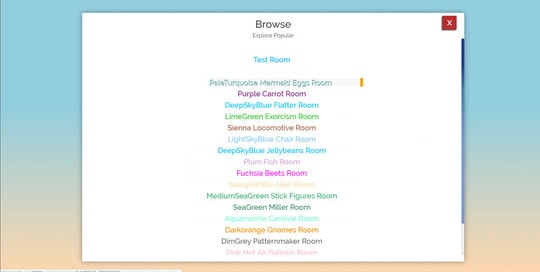 Browse
X
Explore Popular
Test Room
PaleTurquoise Mermaid Eggs Room
Purple Carrot Room
DeepSkyBlue Flatter Room
LimeGreen Exorcism Room
Sienna Locomotive Room
LightSkyBlue Chair Room
DeepSkyBlue Jellybeans Room
Plum Fish Room
Fuchsia Beets Room
NavajoWhite Alien Room
MediumSeaGreen Stick Figures Room
SeaGreen Miller Room
Aquamarine Carnival Room
Darkorange Gnomes Room
DimGrey Patternmaker Room
Pink Hot Air Balloon Room